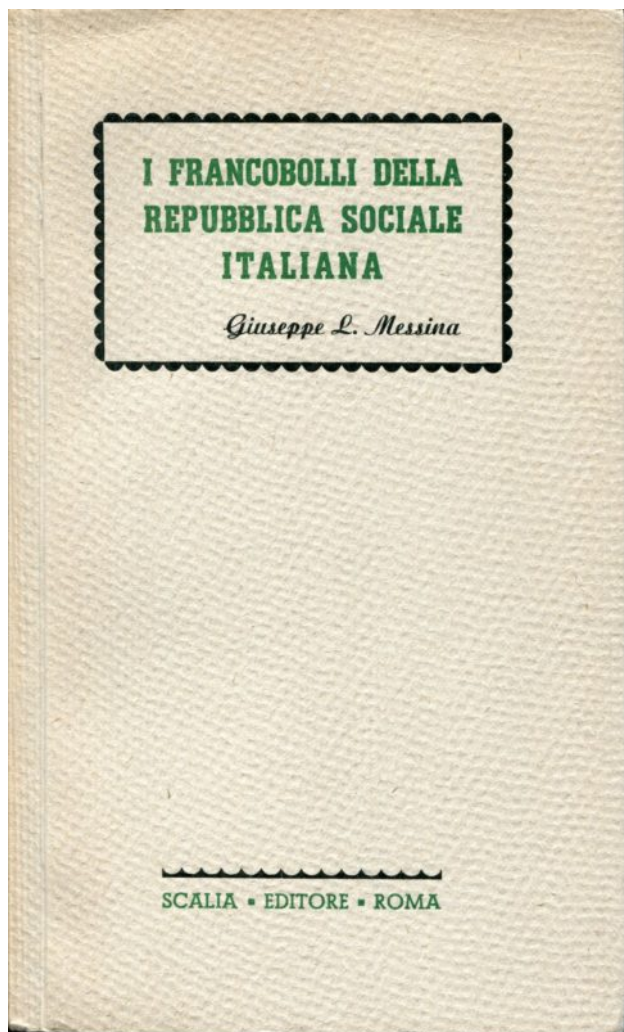 I FRANCOBOLLI DELLA
REPUBBLICA SOCIALE
ITALIANA
Giuseppe L. Messina
SCALIA ▪ EDITORE ▪ ROMA